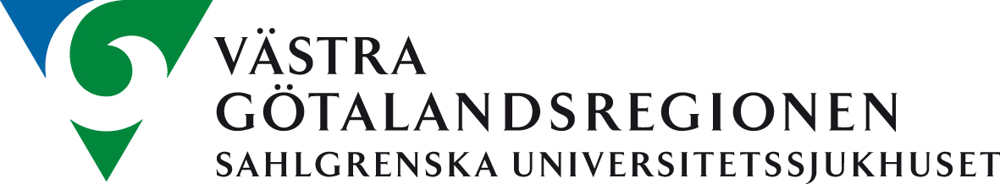 VÄSTRA
GÖTALANDSREGIONEN
SAHLGRENSKA UNIVERSITETSSJUKHUSET